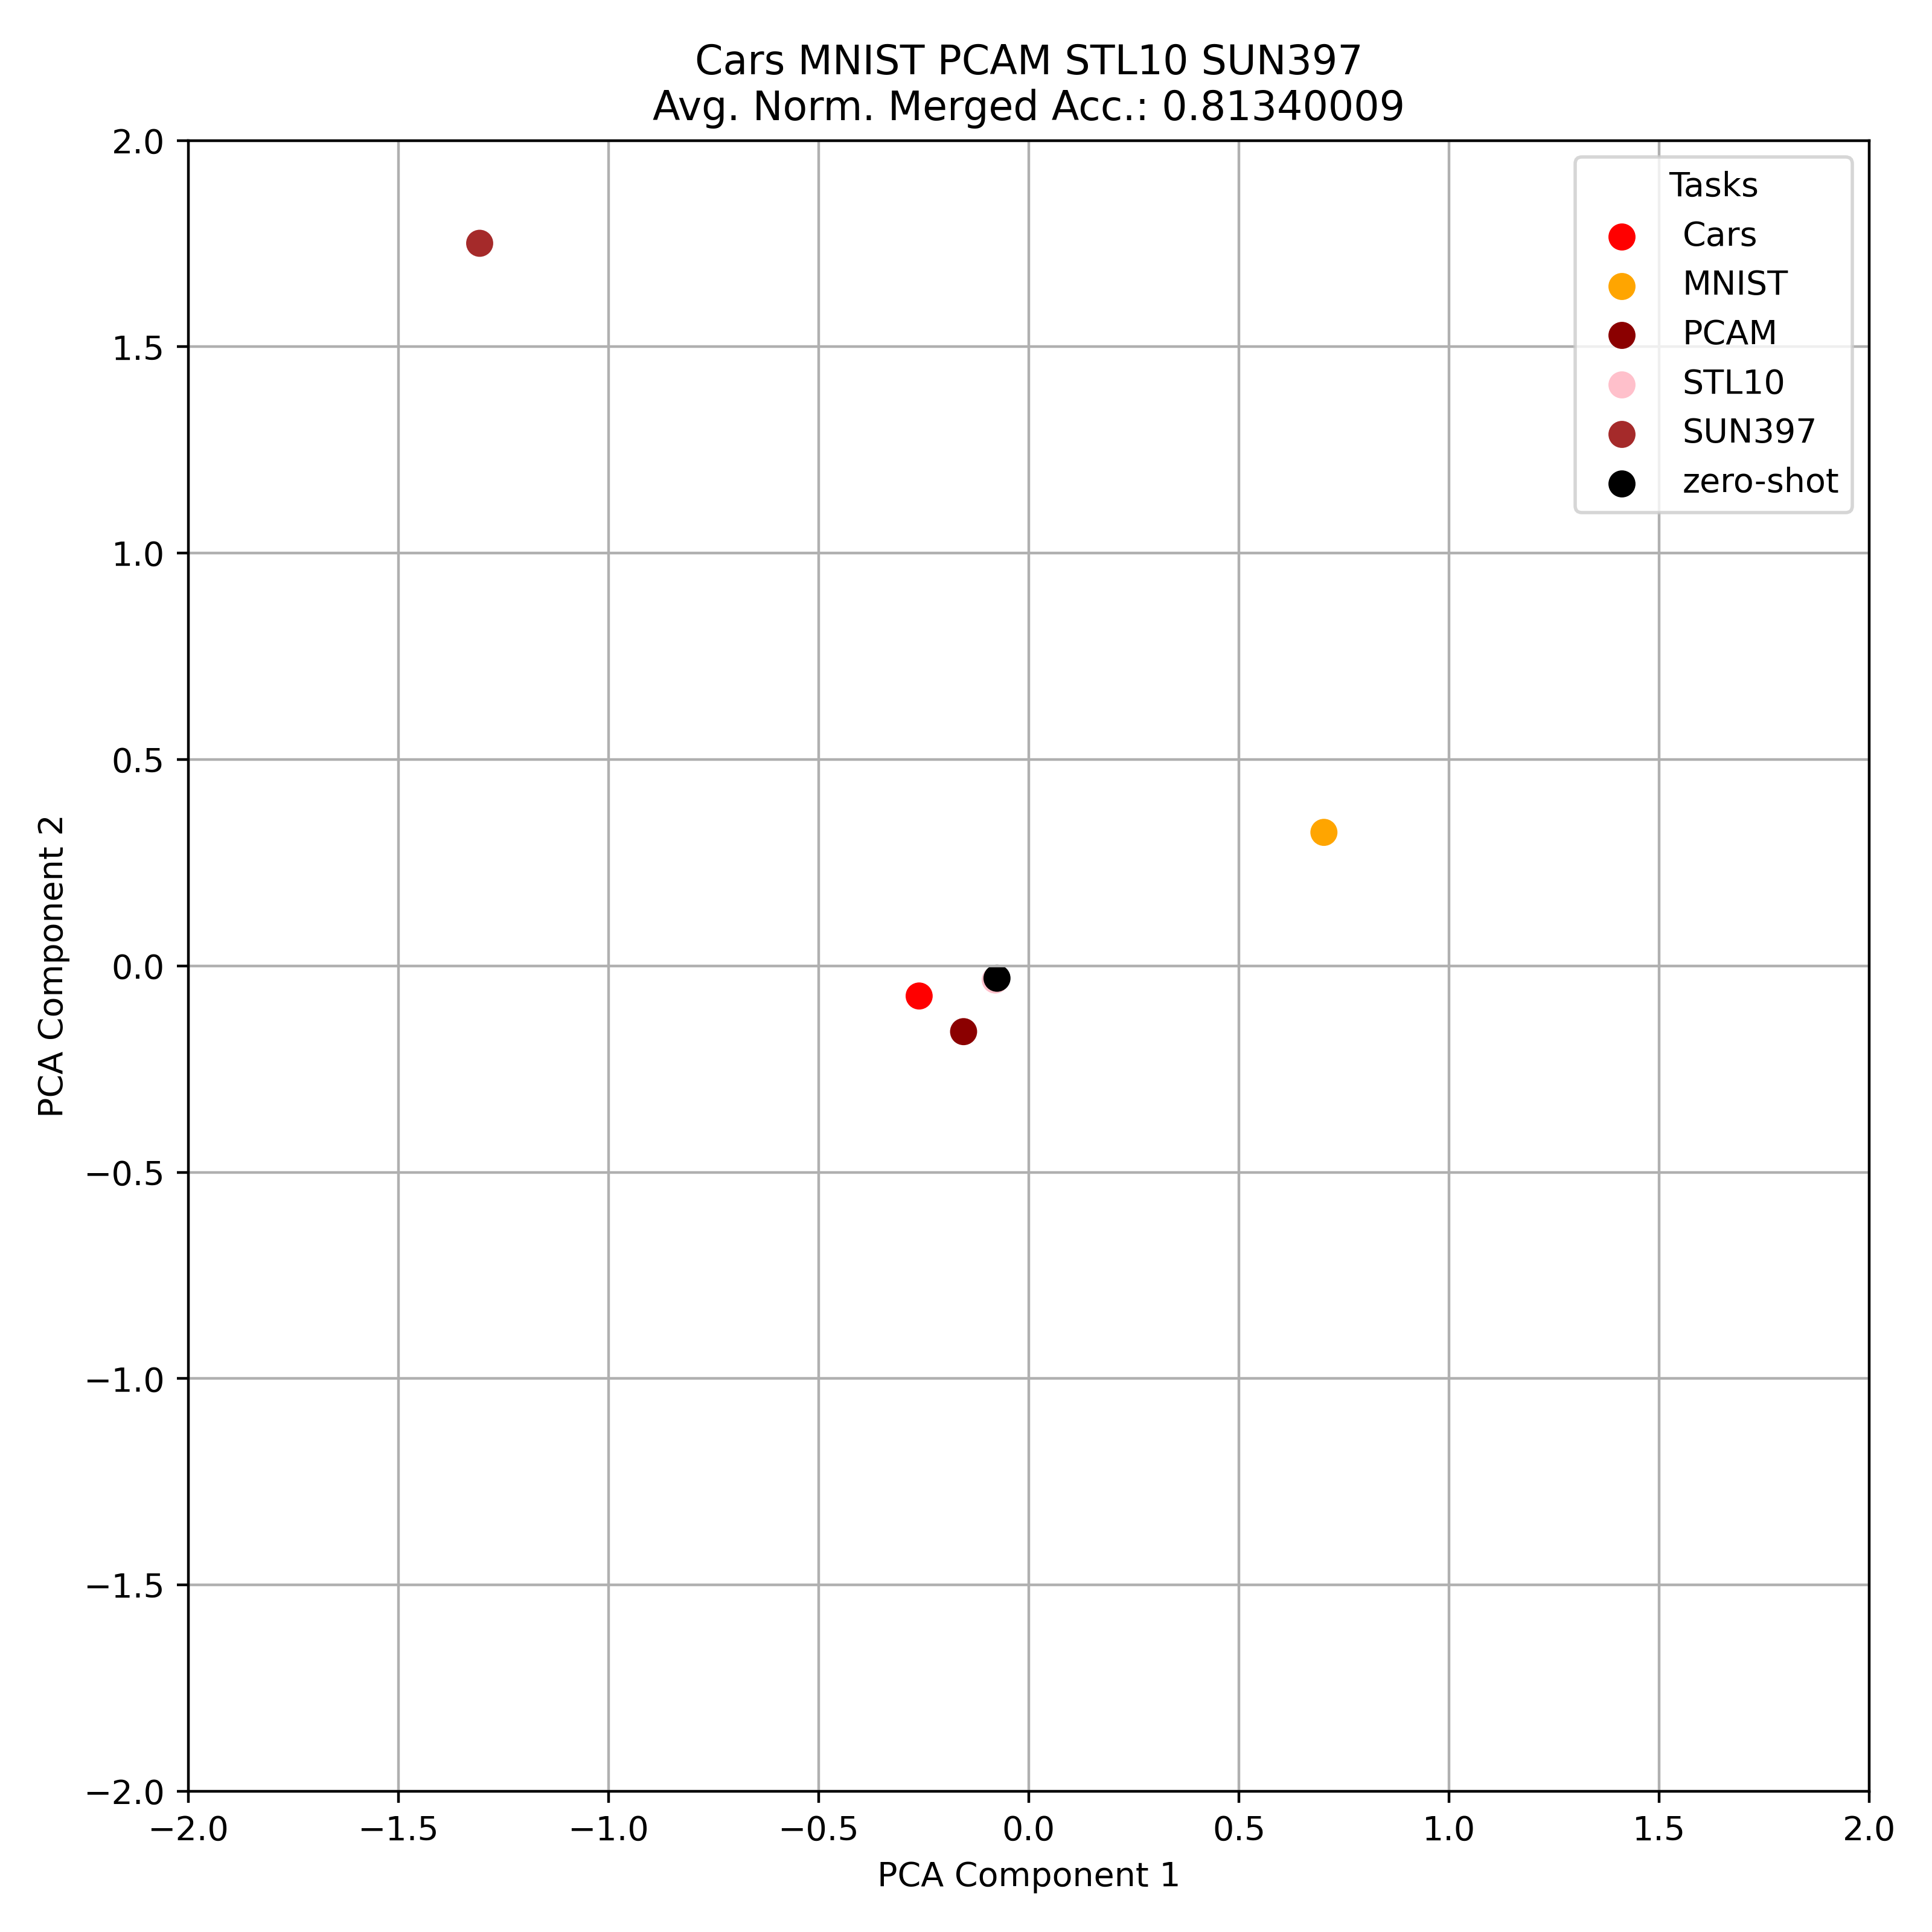 Cars MNIST PCAM STL10 SUN397
Avg. Norm. Merged Acc.: 0.81340009
Tasks
Cars
MNIST
PCAM
STL10
SUN397
zero-shot
PCA Component 2
2.0
1.5
1.0
0.5
0.0
−0.5
−1.0
−1.5
−2.0
−2.0 −1.5 −1.0 −0.5 0.0 0.5 1.0 1.5 2.0
PCA Component 1